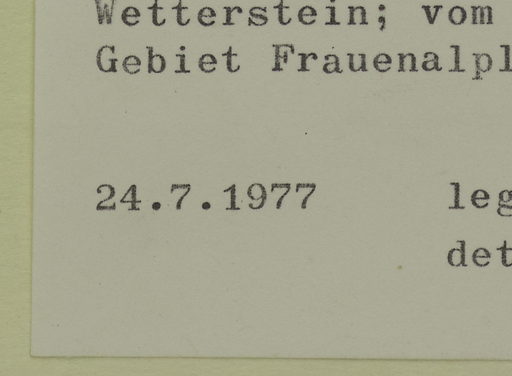 Wetterstein; vom
Gebiet Frauenalpl
24.7.1977 leg
det